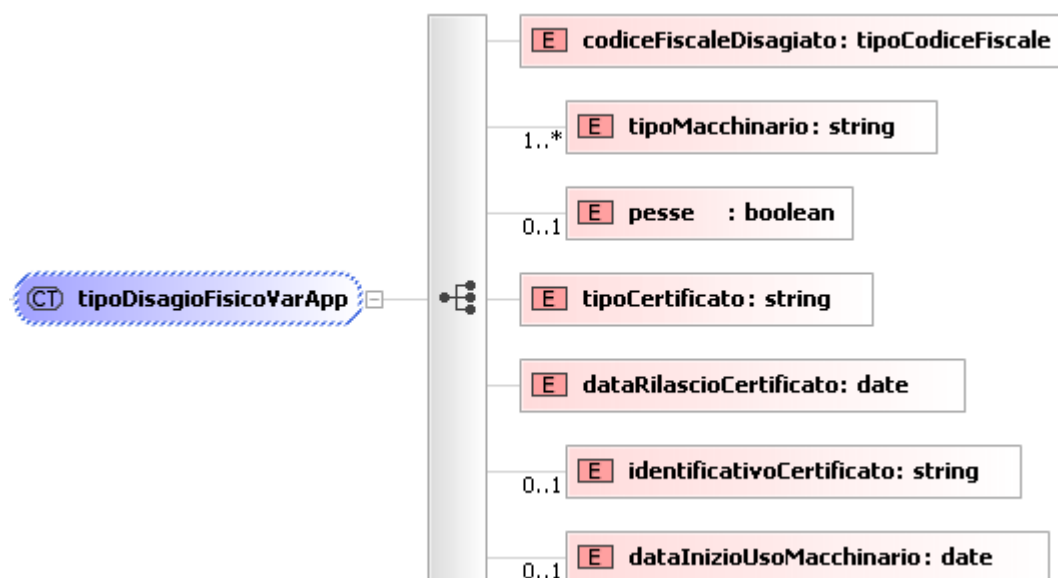 E codiceFiscaleDisagiato: tipoCodiceFiscale
1..* E tipoMacchinario: string
0..1 E pesse : boolean
CT tipoDisagioFisicoVarApp
E tipoCertificato: string
E dataRilascioCertificato: date
0..1 E identificativoCertificato: string
0..1 E dataInizioUsoMacchinario: date